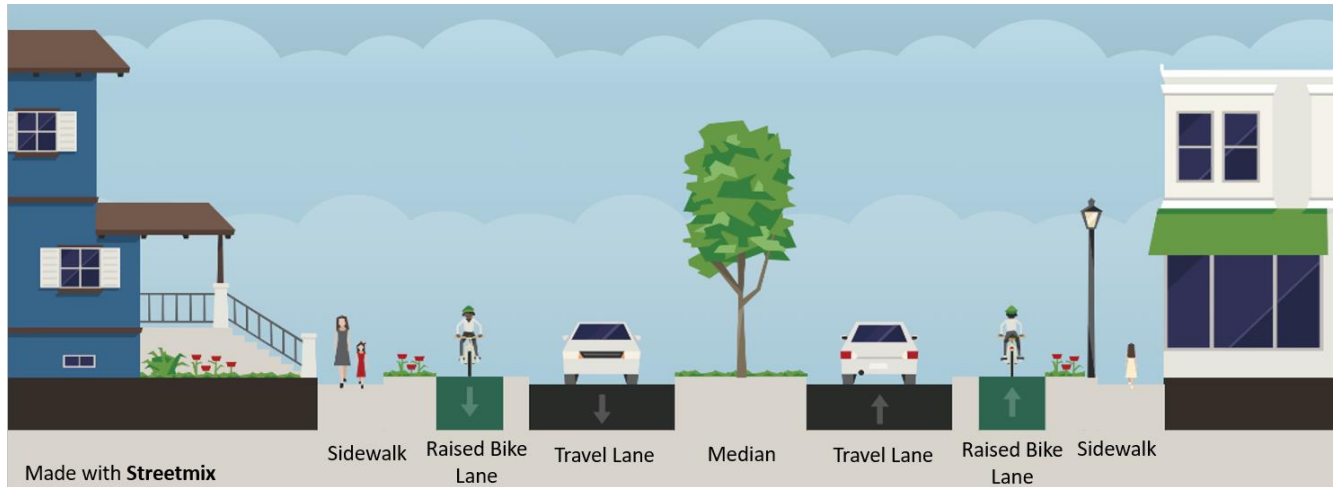 Sidewalk
Raised Bike
Lane
Travel Lane
Median
Travel Lane
Raised Bike
Lane
Sidewalk
Made with Streetmix